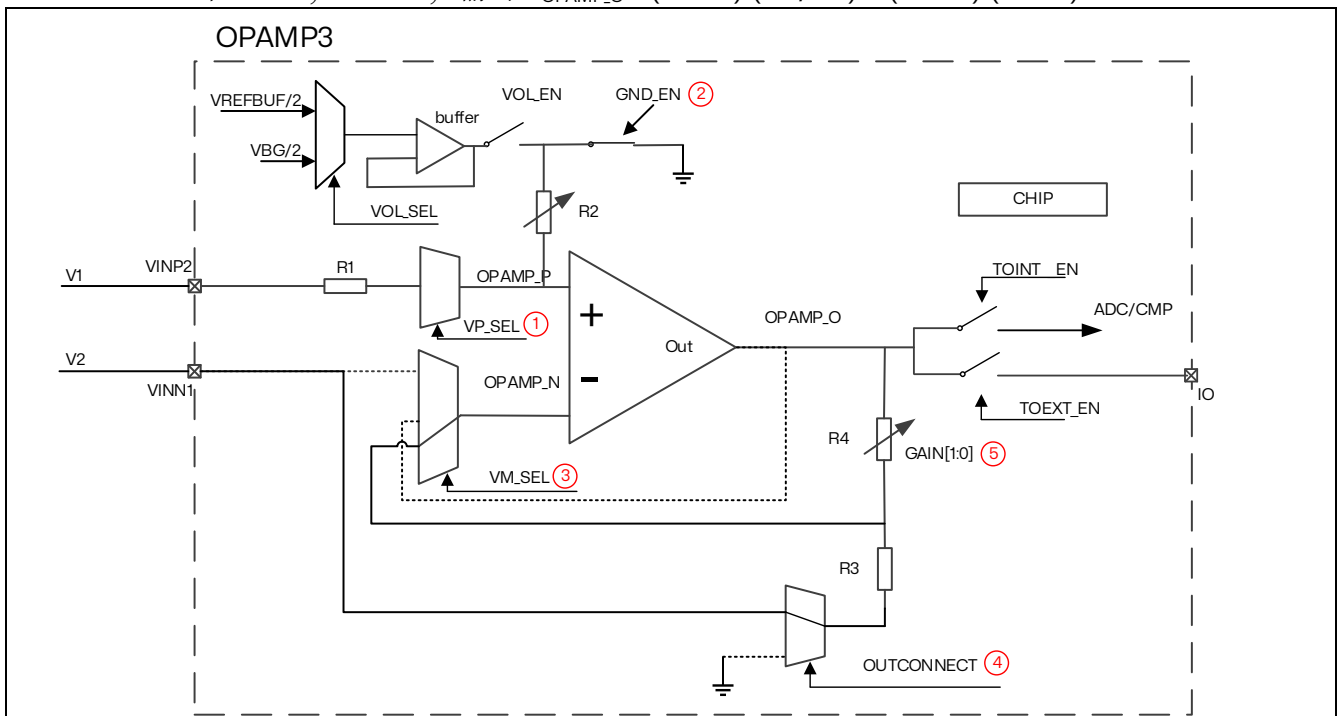 OPAMP3
VREFBUF/2
VBG/2
VOL_SEL
buffer
VOL_EN
GND_EN ②
R2
CHIP
V1
VINP2
R1
OPAMP_P
VP_SEL ①
V2
VINN1
OPAMP_N
VM_SEL ③
+
-
Out
OPAMP_O
TOINT_EN
ADC/CMP
TOEXT_EN
IO
R4
GAIN[1:0] ⑤
R3
OUTCONNECT ④